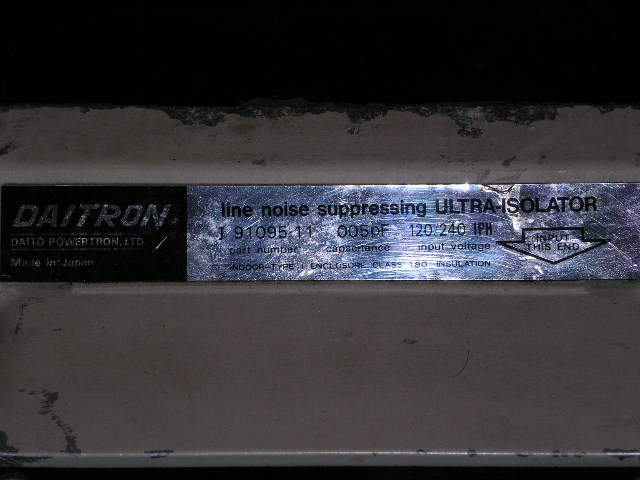 DAITRON
DAITO POWERTRON, LTD.
Made in Japan
line noise suppressing ULTRA-ISOLATOR
J 91095.11 .005pF 120/240 1PH
part number capacitance input voltage
INDOOR-TYPE 1 ENCLOSURE CLASS 180 INSULATION
INPUT
THIS END